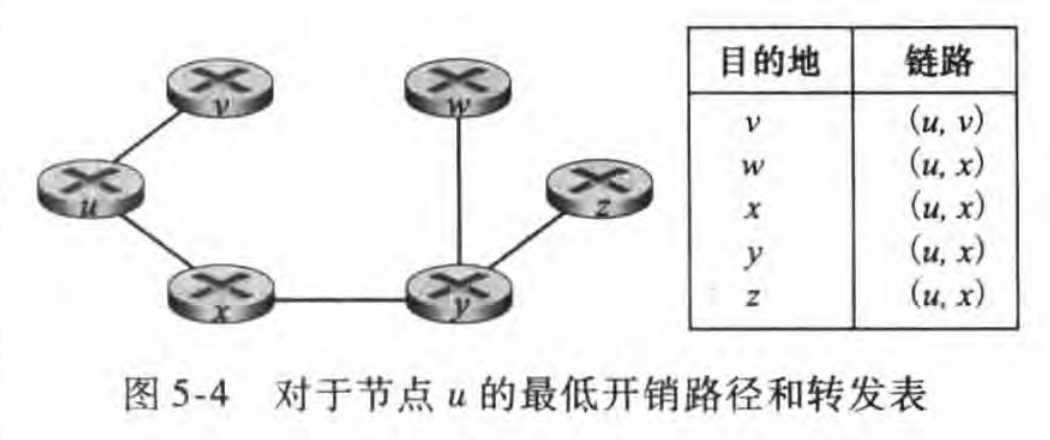 v
w
u
z
x
y
目的地 链路
v (u, v)
w (u, x)
x (u, x)
y (u, x)
z (u, x)
图 5-4 对于节点 u 的最低开销路径和转发表